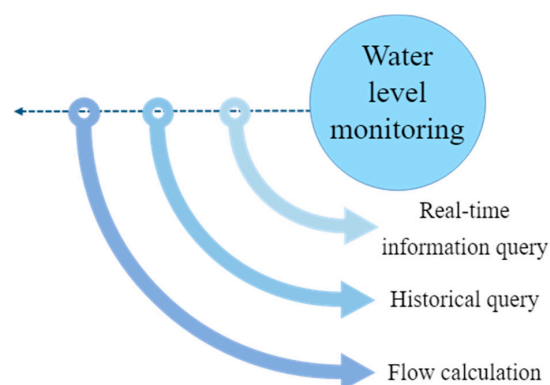 Water
level
monitoring
Real-time
information query
Historical query
Flow calculation